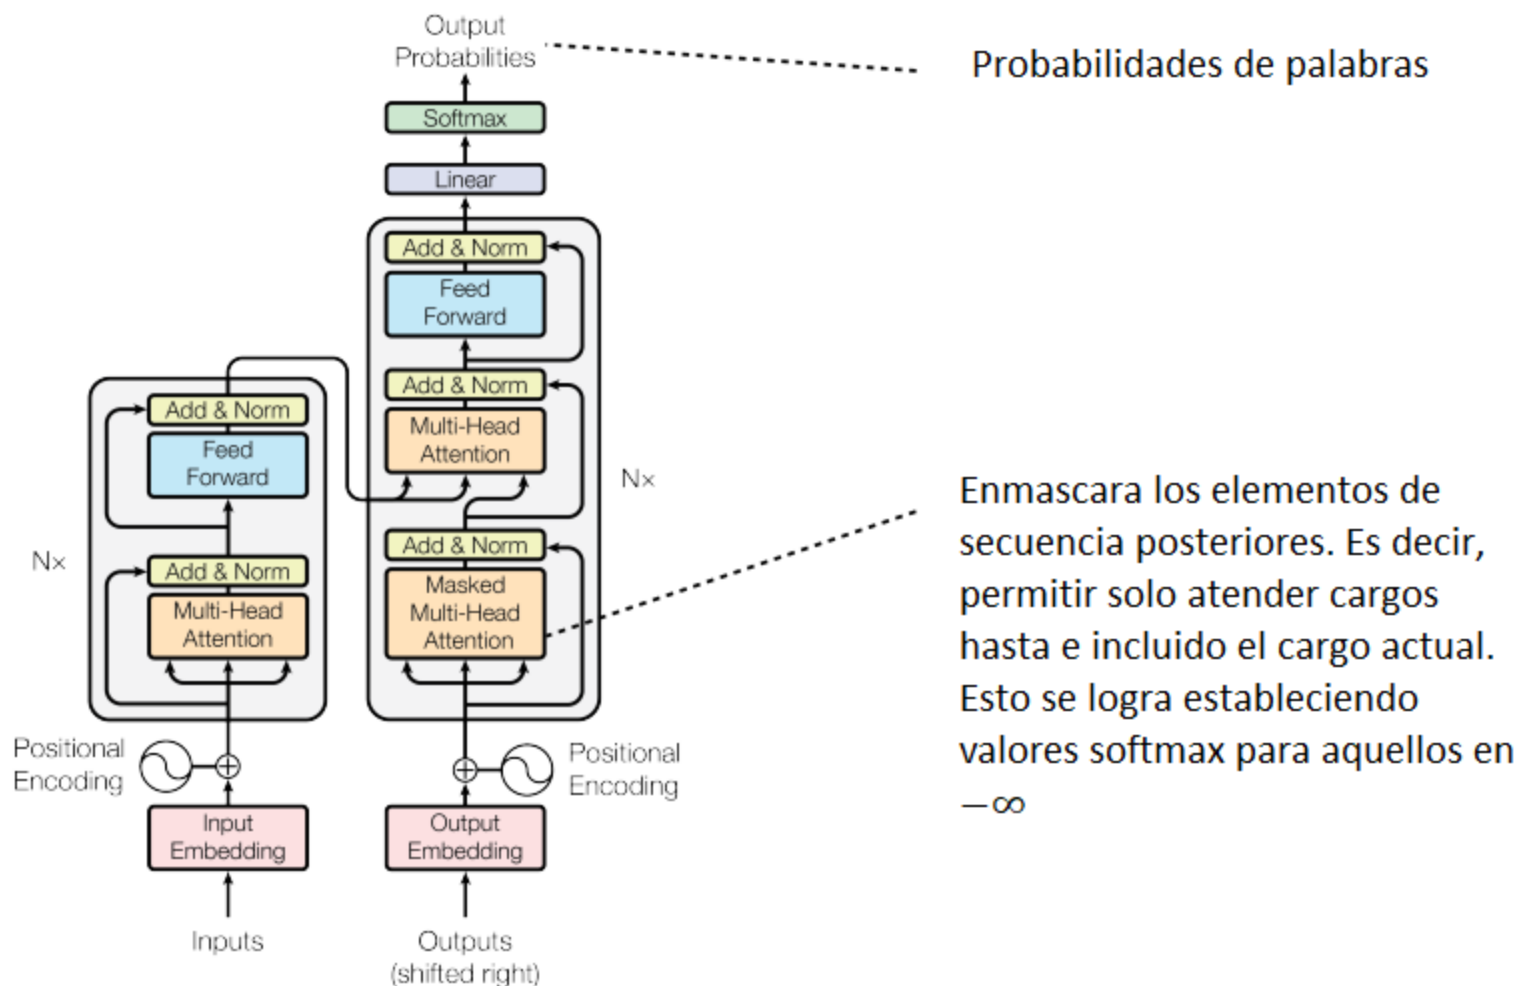 Output
Probabilities
Probabilidades de palabras
Softmax
Linear
Add & Norm
Feed
Forward
Add & Norm
Multi-Head
Attention
Add & Norm
Masked
Multi-Head
Attention
Nx
Add & Norm
Feed
Forward
Add & Norm
Multi-Head
Attention
Nx
Enmascara los elementos de
secuencia posteriores. Es decir,
permitir solo atender cargos
hasta e incluido el cargo actual.
Esto se logra estableciendo
valores softmax para aquellos en
−∞
Positional
Encoding
Positional
Encoding
Input
Embedding
Output
Embedding
Inputs
Outputs
(shifted right)